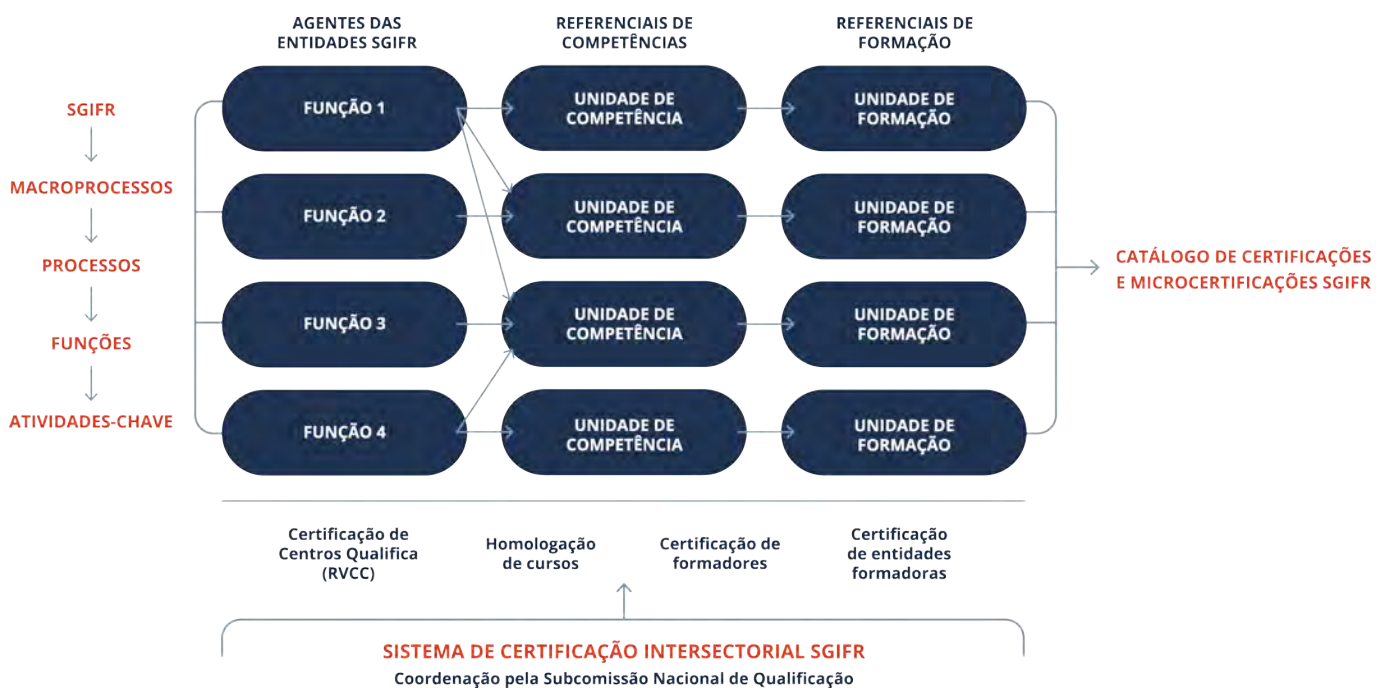 AGENTES DAS
ENTIDADES SGIFR
REFERENCIAIS DE
COMPETÊNCIAS
REFERENCIAIS DE
FORMAÇÃO
SGIFR
MACROPROCESSOS
PROCESSOS
FUNÇÕES
ATIVIDADES-CHAVE
FUNÇÃO 1
UNIDADE DE
COMPETÊNCIA
UNIDADE DE
FORMAÇÃO
FUNÇÃO 2
UNIDADE DE
COMPETÊNCIA
UNIDADE DE
FORMAÇÃO
FUNÇÃO 3
UNIDADE DE
COMPETÊNCIA
UNIDADE DE
FORMAÇÃO
FUNÇÃO 4
UNIDADE DE
COMPETÊNCIA
UNIDADE DE
FORMAÇÃO
CATÁLOGO DE CERTIFICAÇÕES
E MICROCERTIFICAÇÕES SGIFR
Certificação de
Centros Qualifica
(RVCC)
Homologação
de cursos
Certificação de
formadores
Certificação
de entidades
formadoras
SISTEMA DE CERTIFICAÇÃO INTERSECTORIAL SGIFR
Coordenação pela Subcomissão Nacional de Qualificação